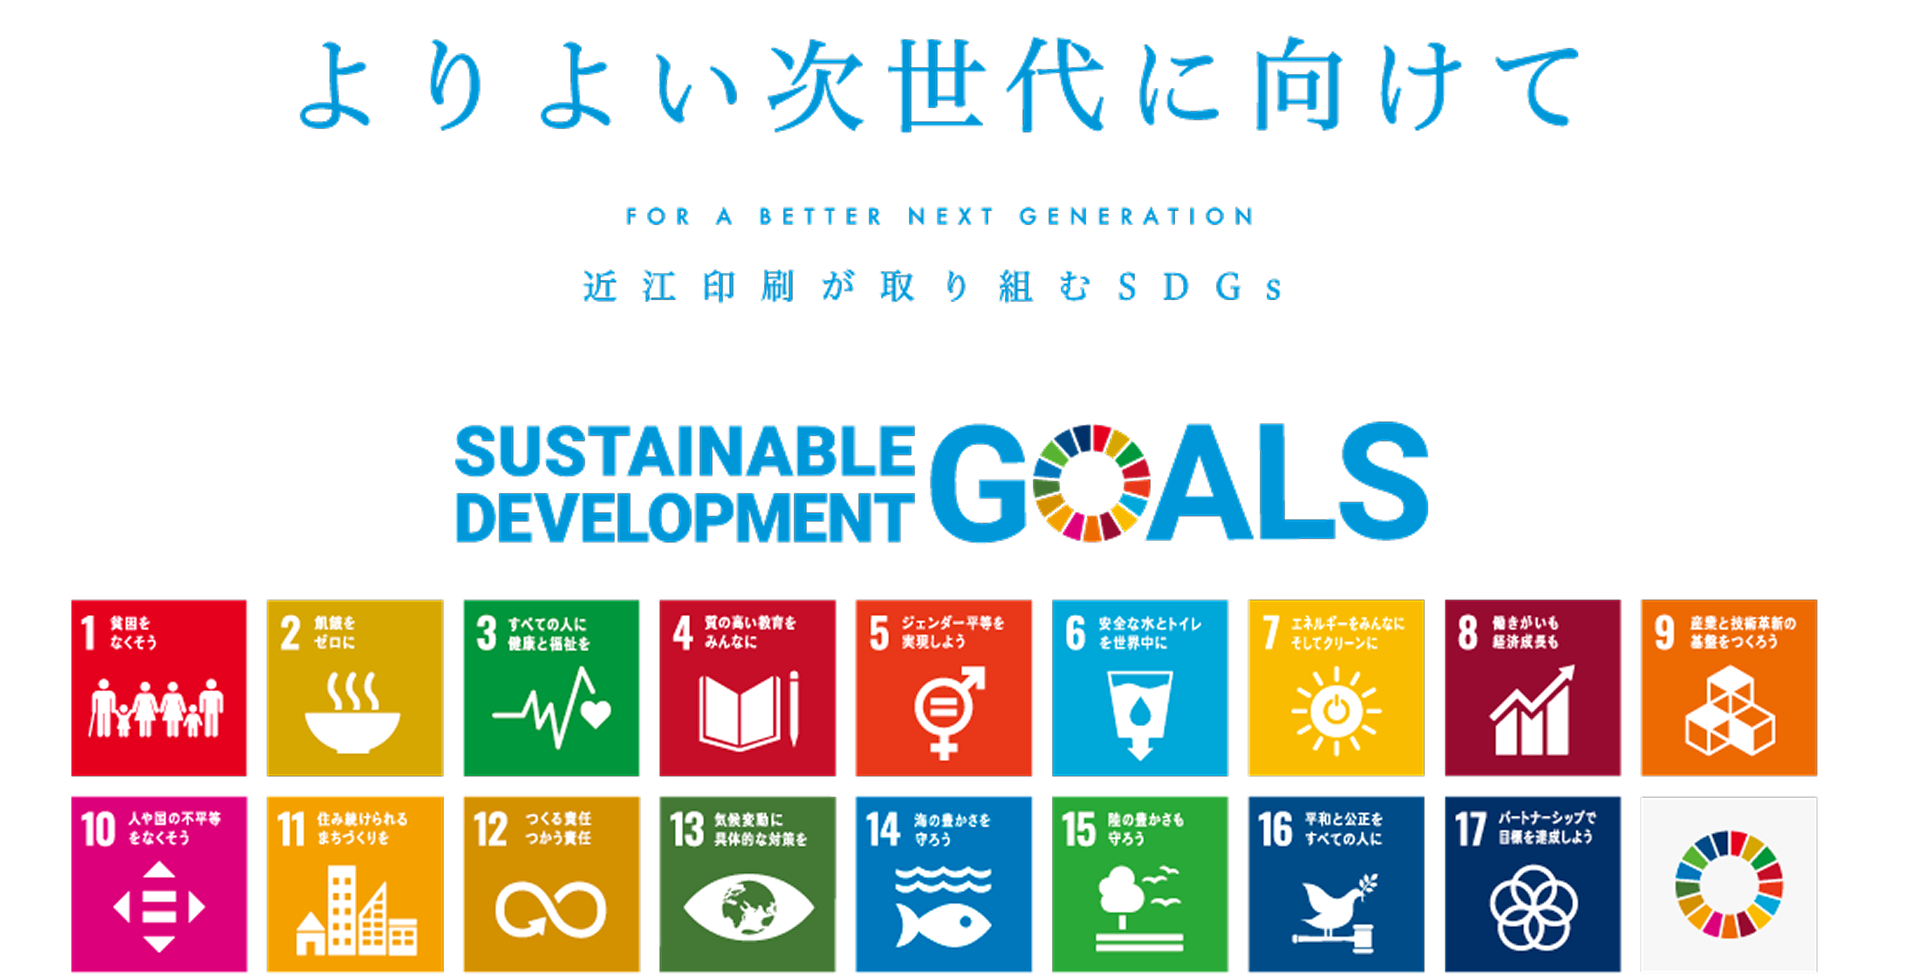 よりよい次世代に向けて
FOR A BETTER NEXT GENERATION
近江印刷が取り組むSDGs
SUSTAINABLE
DEVELOPMENT
GOALS
1 貧困を
なくそう
2 飢餓を
ゼロに
3 すべての人に
健康と福祉を
4 質の高い教育を
みんなに
5 ジェンダー平等を
実現しよう
6 安全な水とトイレ
を世界中に
7 エネルギーをみんなに
そしてクリーンに
8 働きがいも
経済成長も
9 産業と技術革新の
基盤をつくろう
10 人や国の不平等
をなくそう
11 住み続けられる
まちづくりを
12 つくる責任
つかう責任
13 気候変動に
具体的な対策を
14 海の豊かさを
守ろう
15 陸の豊かさも
守ろう
16 平和と公正を
すべての人に
17 パートナーシップで
目標を達成しよう